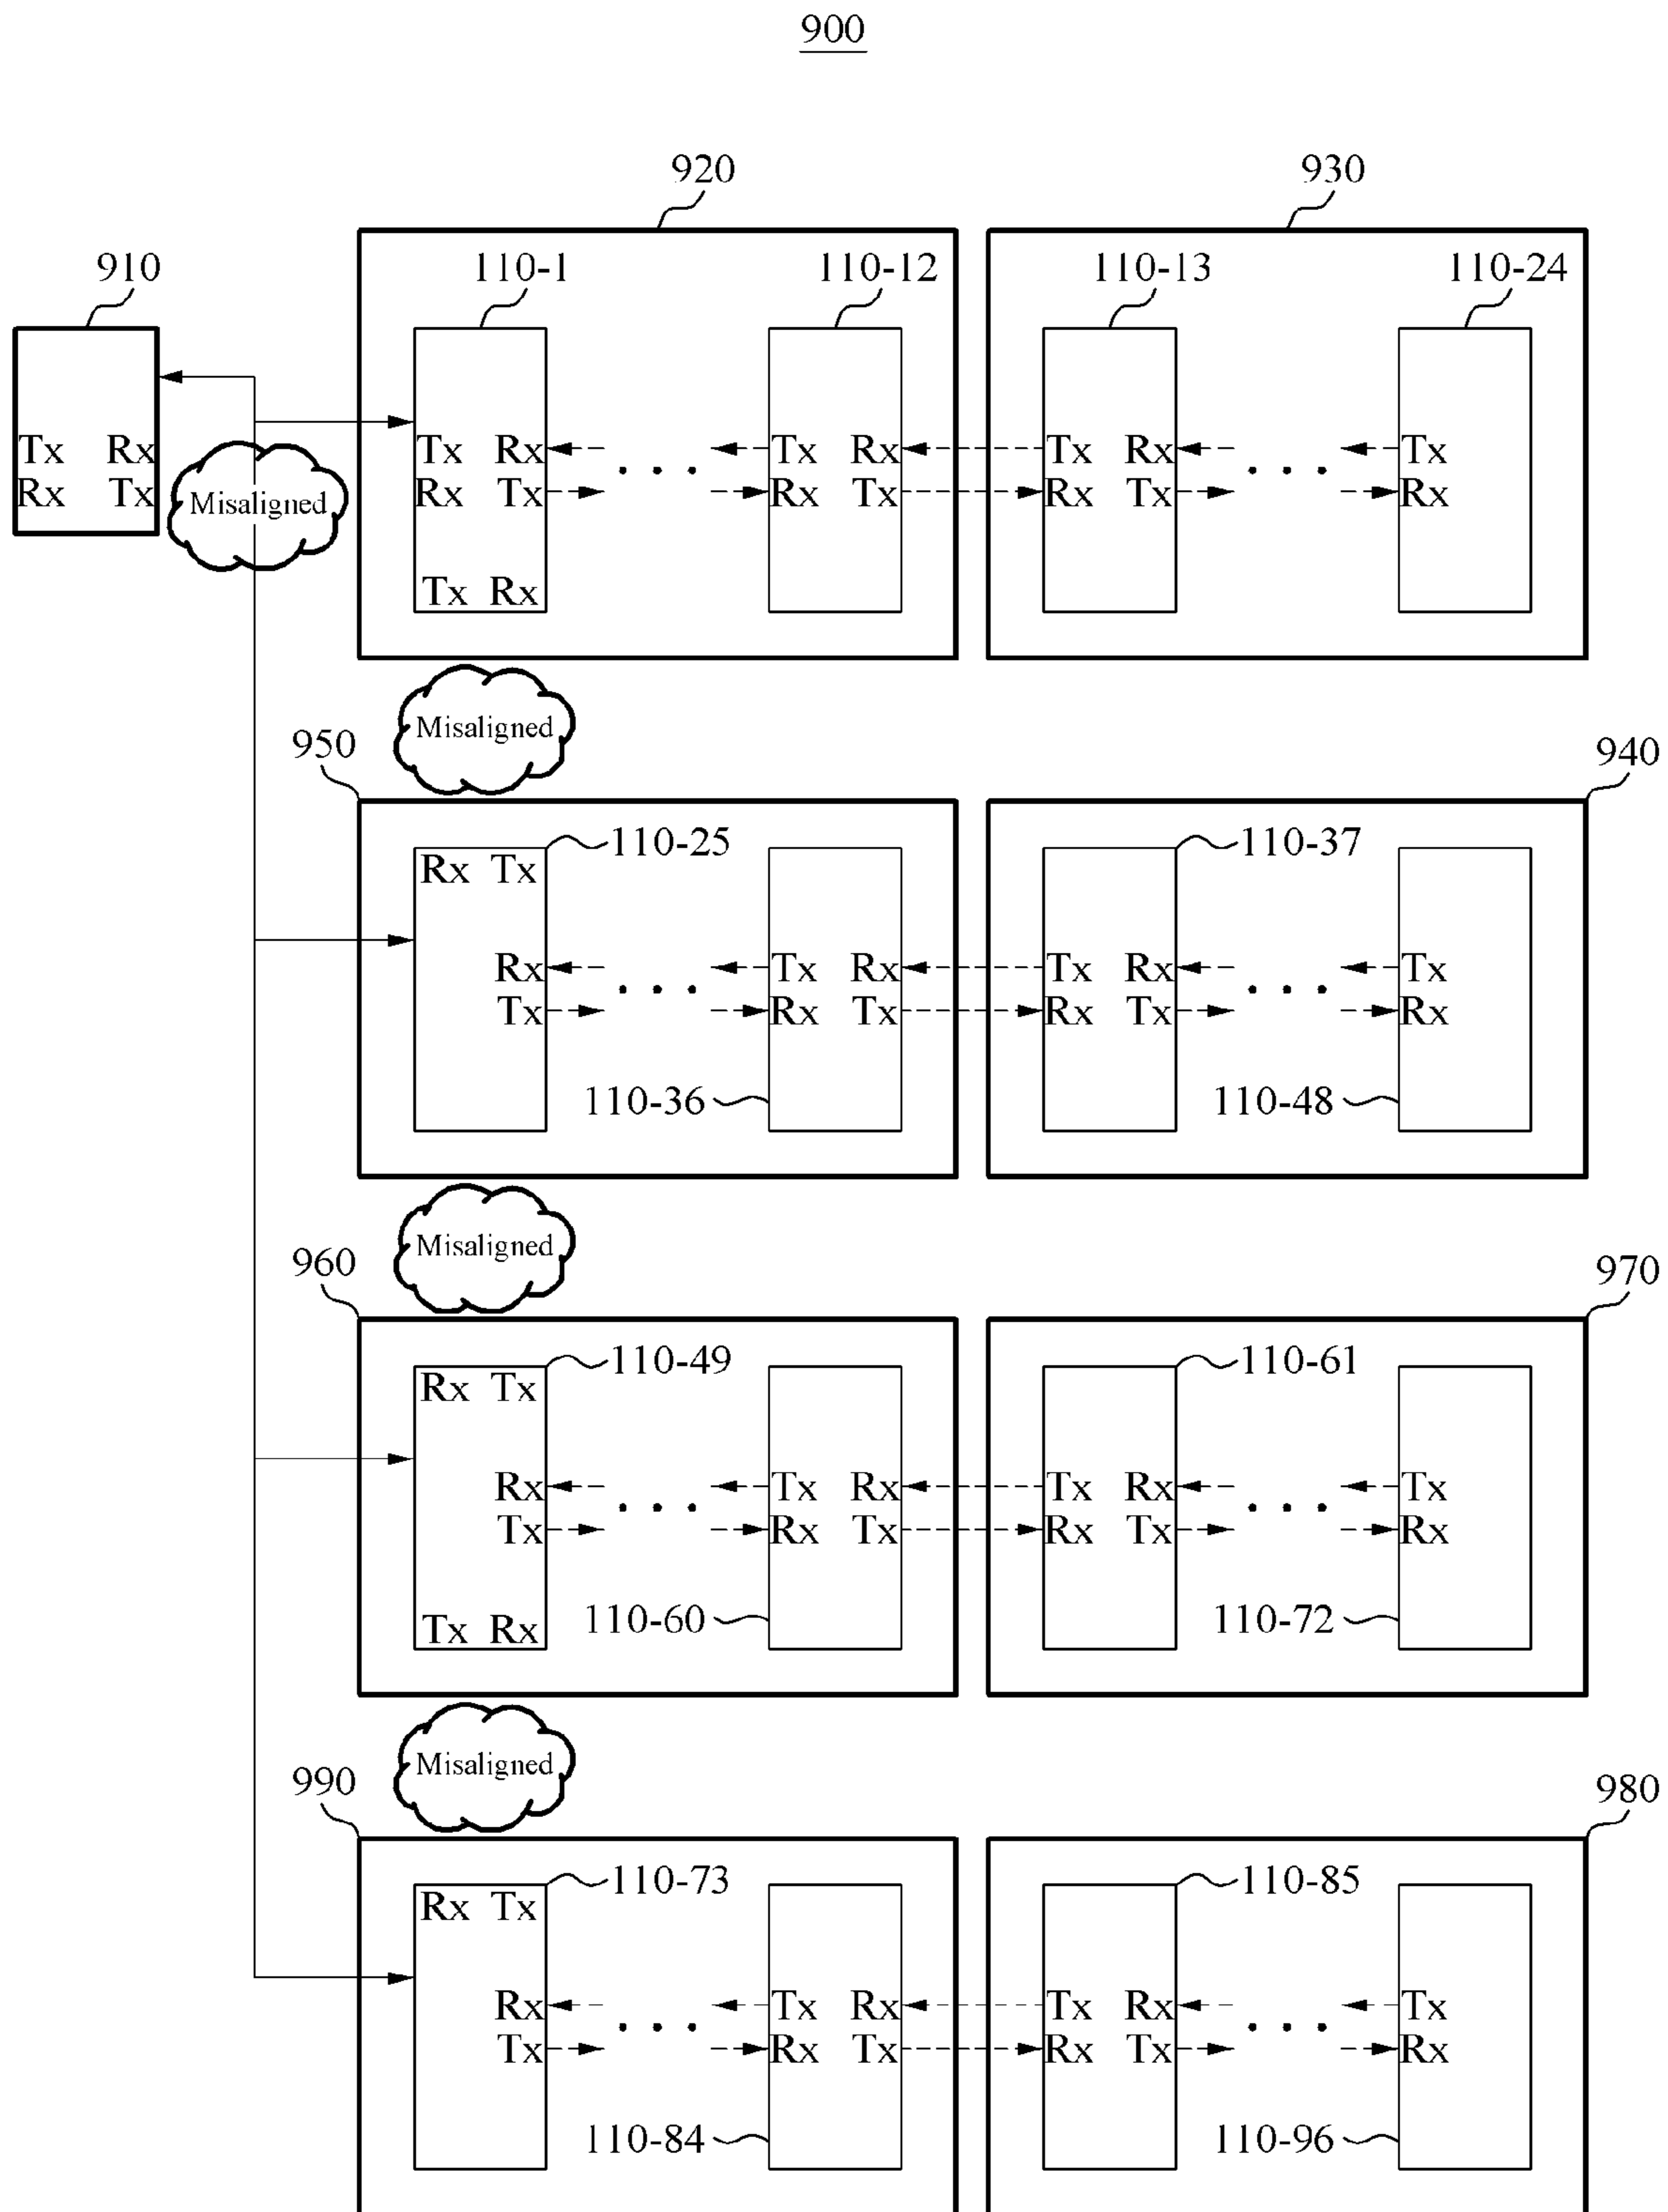 900
920 930
910 110-1 110-12 110-13 110-24
Tx Rx Tx Rx Tx Rx Tx Rx Tx
Rx Tx Misaligned Rx Tx Rx Tx Rx Tx Rx
Tx Rx
Misaligned
950 940
110-25 110-37
Rx Tx
Rx Tx Rx Tx Rx Tx
Tx Rx Tx Rx Tx Rx
110-36 110-48
Misaligned
960 970
110-49 110-61
Rx Tx
Rx Tx Rx Tx Rx Tx
Tx Rx Tx Rx Tx Rx
Tx Rx 110-60 110-72
Misaligned
990 980
110-73 110-85
Rx Tx
Rx Tx Rx Tx Rx Tx
Tx Rx Tx Rx Tx Rx
110-84 110-96